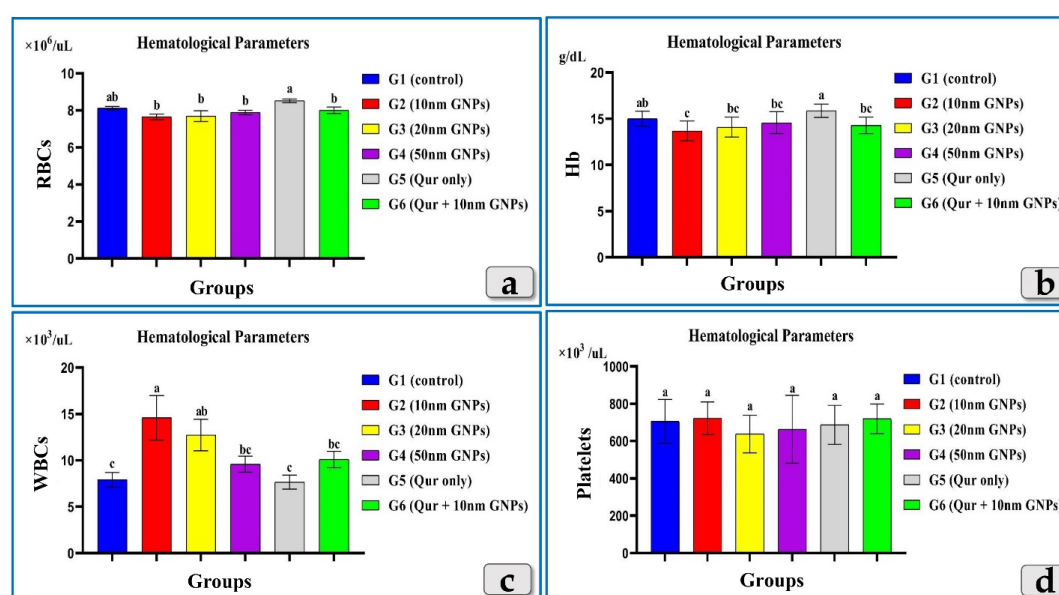 Hematological Parameters
×10⁶/uL
RBCs
10
8
6
4
2
0
ab
b
b
b
a
b
G1 (control)
G2 (10nm GNPs)
G3 (20nm GNPs)
G4 (50nm GNPs)
G5 (Qur only)
G6 (Qur + 10nm GNPs)
Groups
a
Hematological Parameters
g/dL
Hb
20
15
10
5
0
ab
c
bc
bc
a
bc
G1 (control)
G2 (10nm GNPs)
G3 (20nm GNPs)
G4 (50nm GNPs)
G5 (Qur only)
G6 (Qur + 10nm GNPs)
Groups
b
Hematological Parameters
×10³/uL
WBCs
20
15
10
5
0
c
a
ab
bc
c
bc
G1 (control)
G2 (10nm GNPs)
G3 (20nm GNPs)
G4 (50nm GNPs)
G5 (Qur only)
G6 (Qur + 10nm GNPs)
Groups
c
Hematological Parameters
×10³ /uL
Platelets
1000
800
600
400
200
0
a
a
a
a
a
a
G1 (control)
G2 (10nm GNPs)
G3 (20nm GNPs)
G4 (50nm GNPs)
G5 (Qur only)
G6 (Qur + 10nm GNPs)
Groups
d